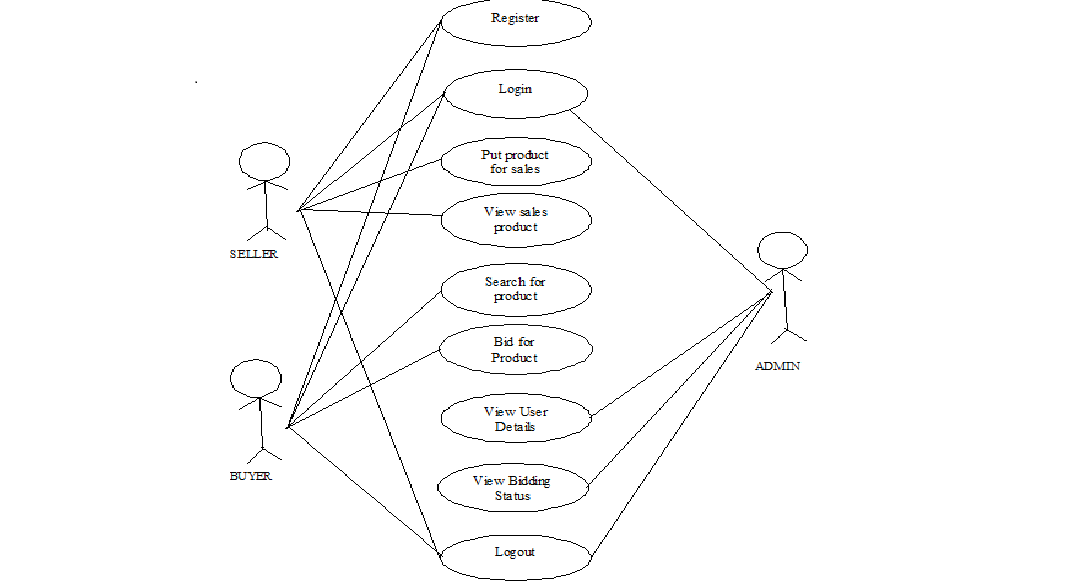 Register
Login
Put product
for sales
View sales
product
SELLER
Search for
product
Bid for
Product
ADMIN
View User
Details
BUYER
View Bidding
Status
Logout